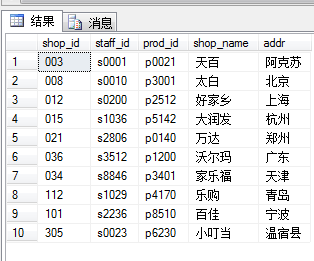 结果 消息
shop_id staff_id prod_id shop_name addr
1 003 s0001 p0021 天百 阿克苏
2 008 s0010 p3001 太白 北京
3 012 s0200 p2512 好家乡 上海
4 015 s1036 p5142 大润发 杭州
5 021 s2806 p0140 万达 郑州
6 036 s3512 p1200 沃尔玛 广东
7 034 s8846 p3401 家乐福 天津
8 112 s1029 p4170 乐购 青岛
9 101 s2236 p8510 百佳 宁波
10 305 s0023 p6230 小叮当 温宿县